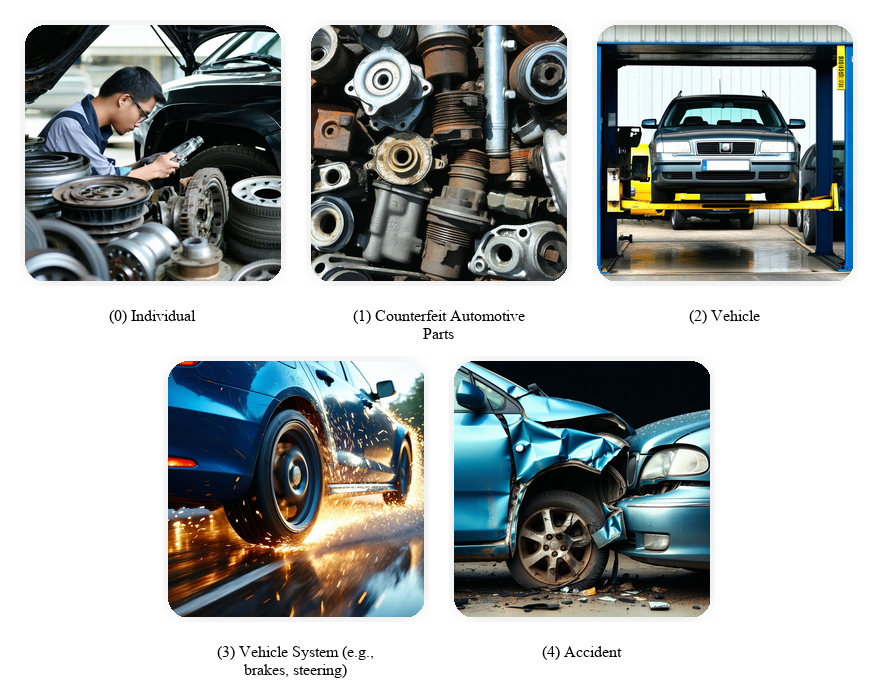 (0) Individual
(1) Counterfeit Automotive
Parts
(2) Vehicle
(3) Vehicle System (e.g.,
brakes, steering)
(4) Accident